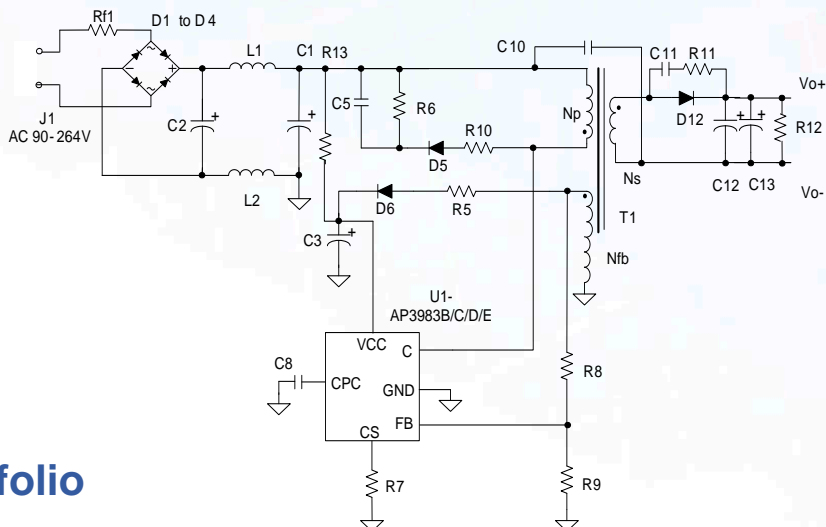 Rf1
D1 to D4
C10
L1
C1
R13
C11
R11
Vo+
J1
AC 90-264V
C2
C5
R6
Np
D12
R12
R10
D5
Ns
C12
C13
Vo-
L2
D6
R5
T1
C3
Nfb
U1-
AP3983B/C/D/E
VCC
C
C8
CPC
GND
R8
FB
CS
R7
R9
folio